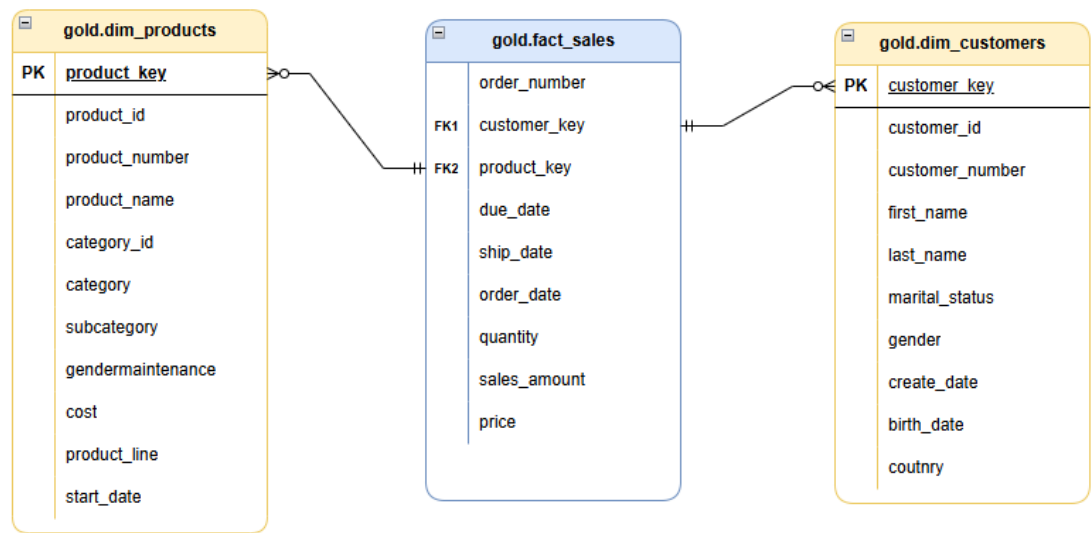 gold.dim_products
PK product_key
product_id
product_number
product_name
category_id
category
subcategory
gendermaintenance
cost
product_line
start_date
gold.fact_sales
order_number
FK1 customer_key
FK2 product_key
due_date
ship_date
order_date
quantity
sales_amount
price
gold.dim_customers
PK customer_key
customer_id
customer_number
first_name
last_name
marital_status
gender
create_date
birth_date
coutnry